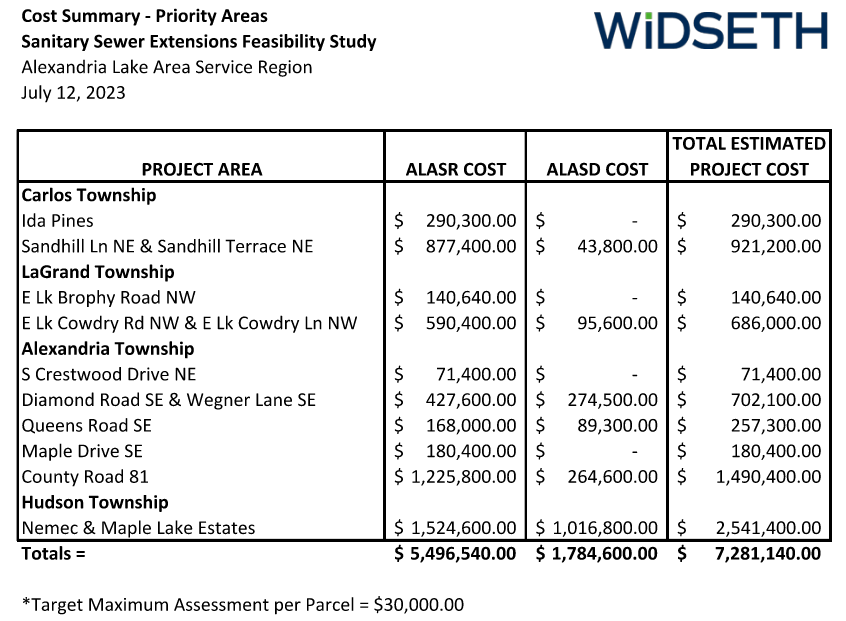 Cost Summary - Priority Areas
Sanitary Sewer Extensions Feasibility Study
Alexandria Lake Area Service Region
July 12, 2023
WiDSETH
PROJECT AREA ALASR COST ALASD COST TOTAL ESTIMATED PROJECT COST
Carlos Township
Ida Pines $ 290,300.00 $ - $ 290,300.00
Sandhill Ln NE & Sandhill Terrace NE $ 877,400.00 $ 43,800.00 $ 921,200.00
LaGrand Township
E Lk Brophy Road NW $ 140,640.00 $ - $ 140,640.00
E Lk Cowdry Rd NW & E Lk Cowdry Ln NW $ 590,400.00 $ 95,600.00 $ 686,000.00
Alexandria Township
S Crestwood Drive NE $ 71,400.00 $ - $ 71,400.00
Diamond Road SE & Wegner Lane SE $ 427,600.00 $ 274,500.00 $ 702,100.00
Queens Road SE $ 168,000.00 $ 89,300.00 $ 257,300.00
Maple Drive SE $ 180,400.00 $ - $ 180,400.00
County Road 81 $ 1,225,800.00 $ 264,600.00 $ 1,490,400.00
Hudson Township
Nemec & Maple Lake Estates $ 1,524,600.00 $ 1,016,800.00 $ 2,541,400.00
Totals = $ 5,496,540.00 $ 1,784,600.00 $ 7,281,140.00
*Target Maximum Assessment per Parcel = $30,000.00